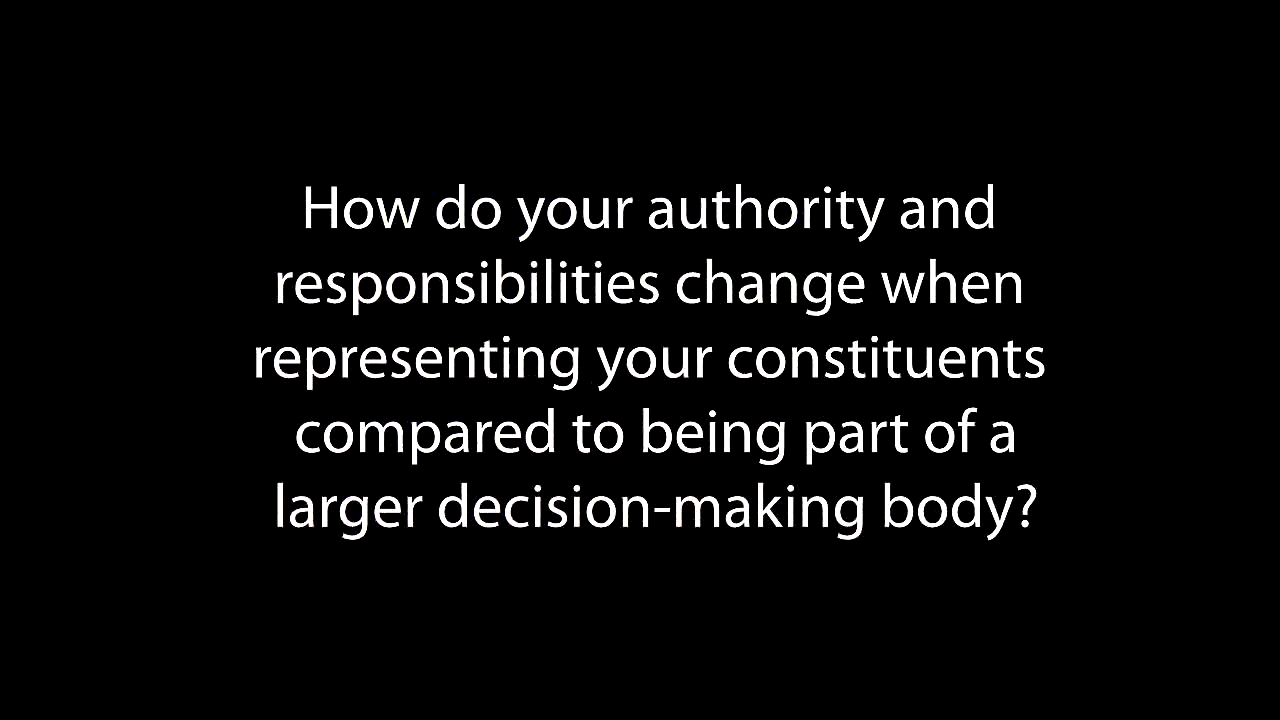 How do your authority and
responsibilities change when
representing your constituents
compared to being part of a
larger decision-making body?